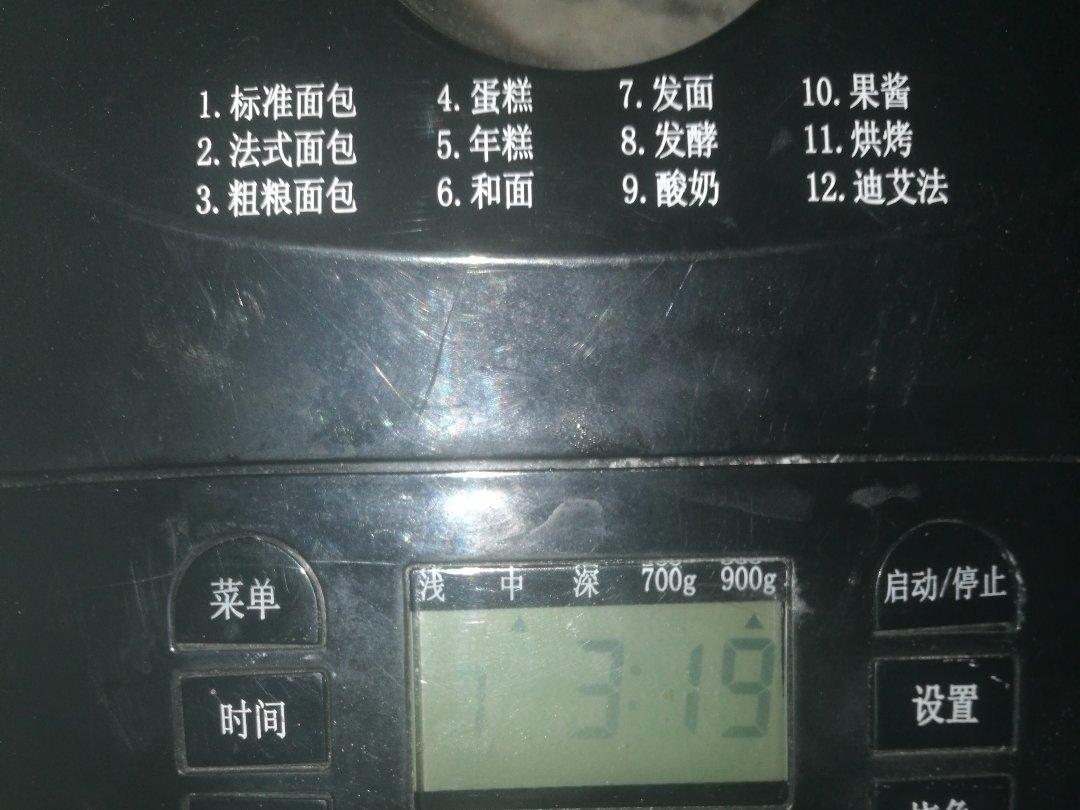 1.标准面包 4.蛋糕 7.发面 10.果酱
2.法式面包 5.年糕 8.发酵 11.烘烤
3.粗粮面包 6.和面 9.酸奶 12.迪艾法
浅 中 深 700g 900g
菜单
启动/停止
3:19
时间
设置